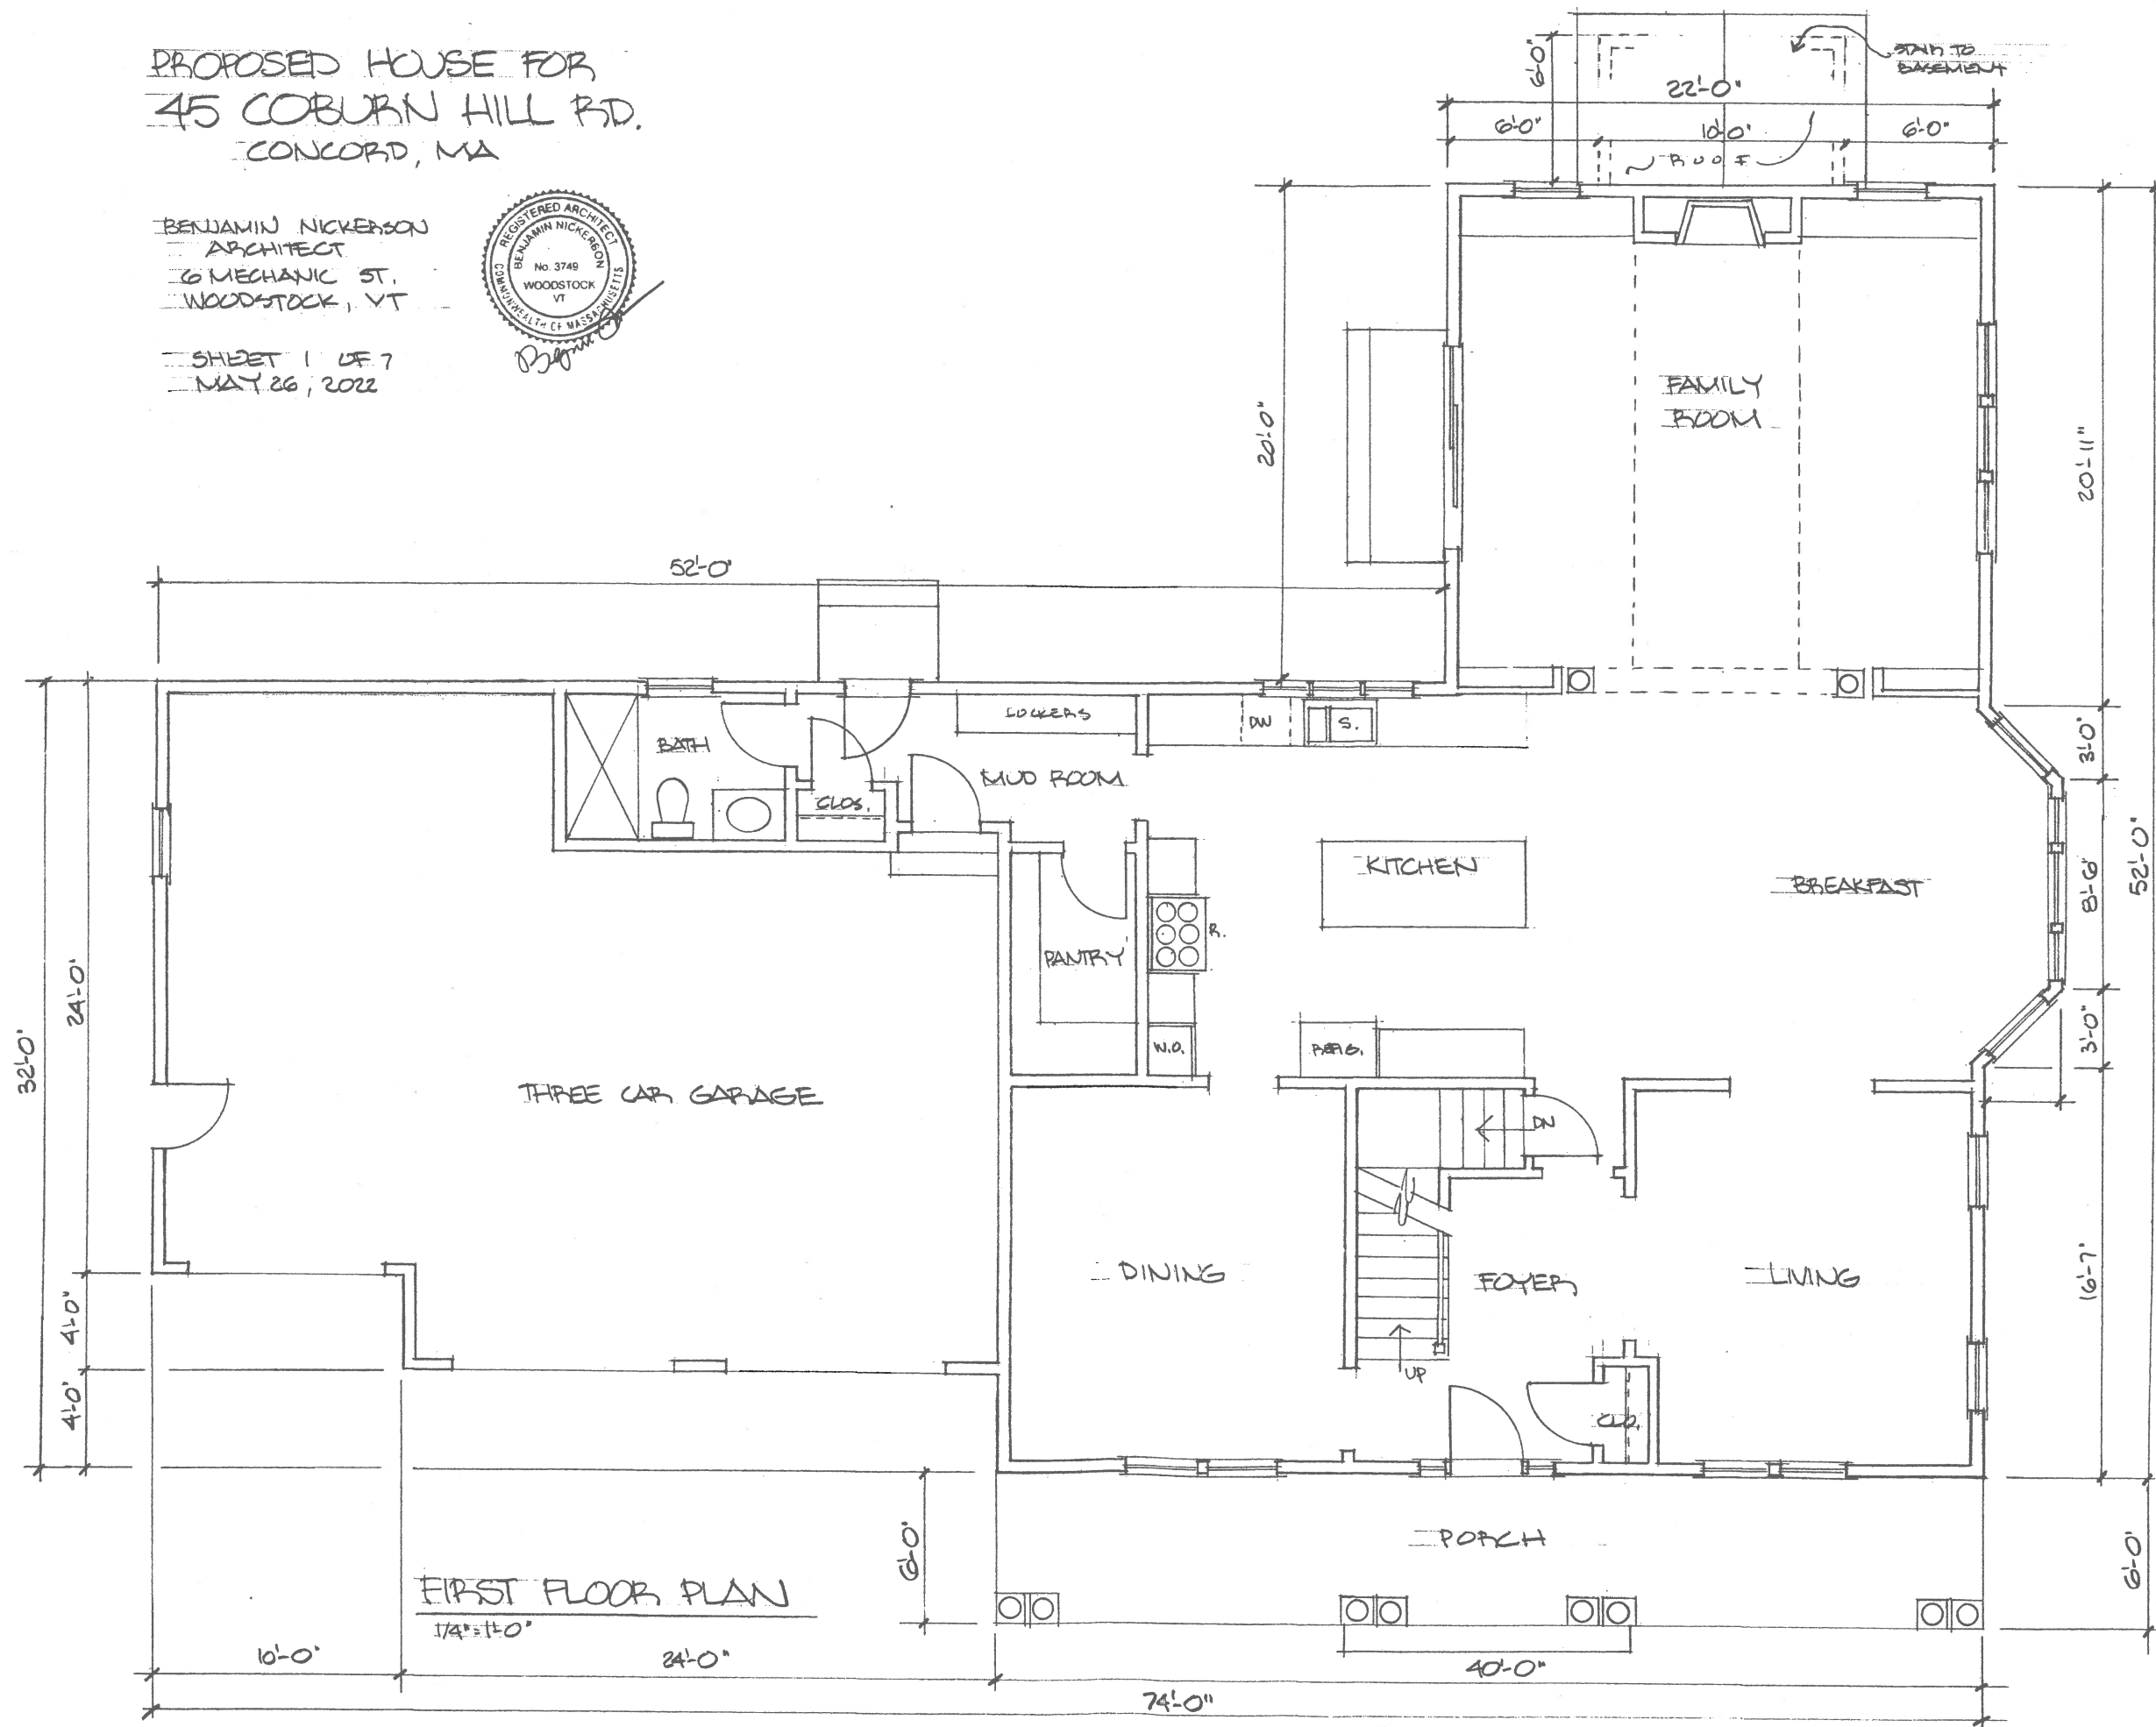 PROPOSED HOUSE FOR
45 COBURN HILL RD.
CONCORD, MA
BENJAMIN NICKERSON
ARCHITECT
6 MECHANIC ST.
WOODSTOCK, VT
SHEET 1 OF 7
MAY 26, 2022
REGISTERED ARCHITECT
BENJAMIN NICKERSON
No. 3749
WOODSTOCK
VT
COMMONWEALTH OF MASSACHUSETTS
STAIR TO
BASEMENT
6'-0"
22'-0"
6'-0"
10'-0"
6'-0"
ROOF
20'-0"
FAMILY
ROOM
20'-11"
52'-0"
LOCKERS
DW
S.
BATH
MUD ROOM
CLOS.
3'-0"
KITCHEN
BREAKFAST
8'-6"
52'-0"
R.
PANTRY
24'-0"
32'-0"
W.O.
REFG.
3'-0"
THREE CAR GARAGE
DN
DINING
FOYER
LIVING
16'-7"
4'-0"
UP
4'-0"
CLO.
PORCH
6'-0"
6'-0"
FIRST FLOOR PLAN
1/4"=1'-0"
10'-0"
24'-0"
40'-0"
74'-0"